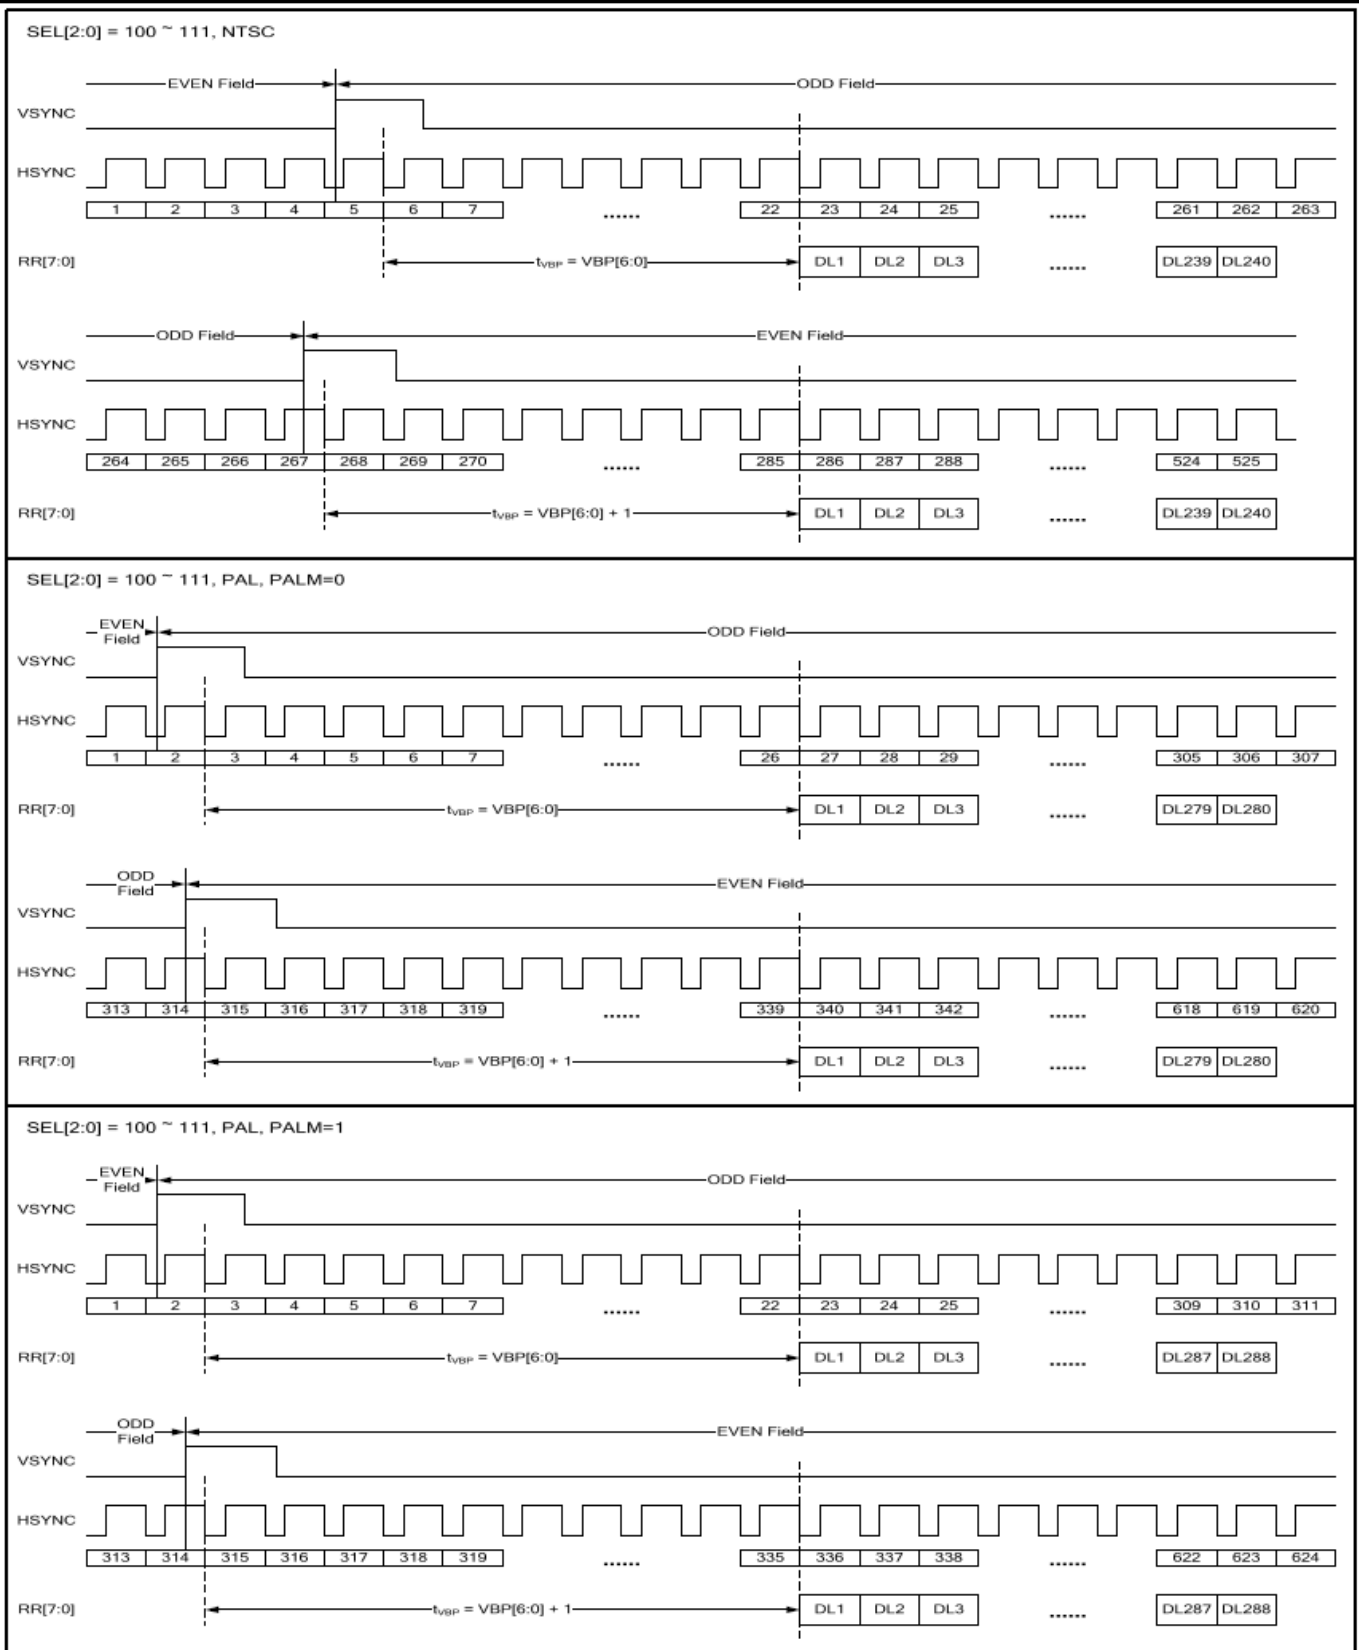 SEL[2:0] = 100 ~ 111, NTSC
EVEN Field ODD Field
VSYNC
HSYNC
1 2 3 4 5 6 7 ...... 22 23 24 25 ...... 261 262 263
RR[7:0] tVBP = VBP[6:0] DL1 DL2 DL3 ...... DL239 DL240
ODD Field EVEN Field
VSYNC
HSYNC
264 265 266 267 268 269 270 ...... 285 286 287 288 ...... 524 525
RR[7:0] tVBP = VBP[6:0] + 1 DL1 DL2 DL3 ...... DL239 DL240
SEL[2:0] = 100 ~ 111, PAL, PALM=0
EVEN Field ODD Field
VSYNC
HSYNC
1 2 3 4 5 6 7 ...... 26 27 28 29 ...... 305 306 307
RR[7:0] tVBP = VBP[6:0] DL1 DL2 DL3 ...... DL279 DL280
ODD Field EVEN Field
VSYNC
HSYNC
313 314 315 316 317 318 319 ...... 339 340 341 342 ...... 618 619 620
RR[7:0] tVBP = VBP[6:0] + 1 DL1 DL2 DL3 ...... DL279 DL280
SEL[2:0] = 100 ~ 111, PAL, PALM=1
EVEN Field ODD Field
VSYNC
HSYNC
1 2 3 4 5 6 7 ...... 22 23 24 25 ...... 309 310 311
RR[7:0] tVBP = VBP[6:0] DL1 DL2 DL3 ...... DL287 DL288
ODD Field EVEN Field
VSYNC
HSYNC
313 314 315 316 317 318 319 ...... 335 336 337 338 ...... 622 623 624
RR[7:0] tVBP = VBP[6:0] + 1 DL1 DL2 DL3 ...... DL287 DL288